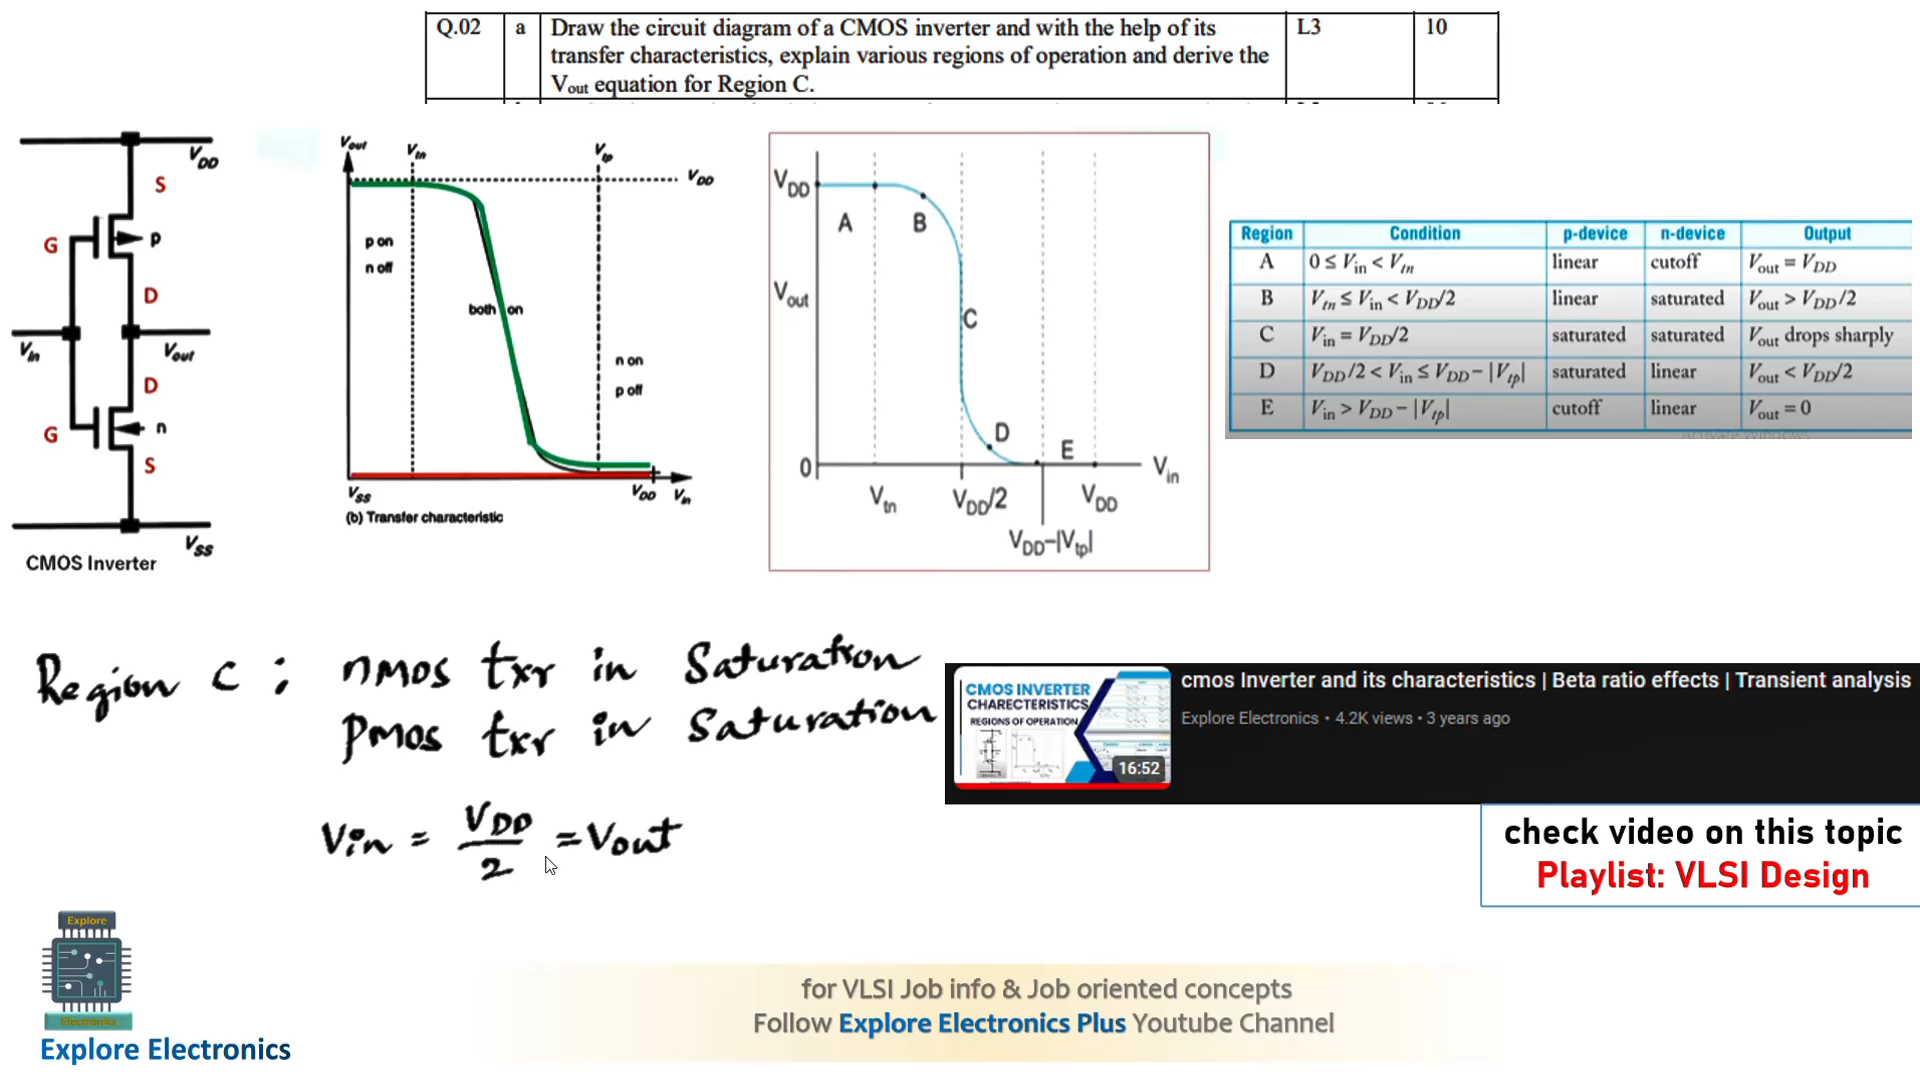 Q.02 a Draw the circuit diagram of a CMOS inverter and with the help of its L3 10
transfer characteristics, explain various regions of operation and derive the
Vout equation for Region C.
VDD
S
G
p
D
Vin
Vout
D
G
n
S
VSS
CMOS Inverter
Vout
Vtn
Vtp
VDD
p on
n off
both on
n on
p off
VSS
VDD
Vin
(b) Transfer characteristic
VDD
A
B
Vout
C
D
E
0
Vin
Vtn
VDD/2
VDD
VDD-|Vtp|
Region Condition p-device n-device Output
A 0 ≤ Vin < Vtn linear cutoff Vout = VDD
B Vtn ≤ Vin < VDD/2 linear saturated Vout > VDD/2
C Vin = VDD/2 saturated saturated Vout drops sharply
D VDD/2 < Vin ≤ VDD − |Vtp| saturated linear Vout < VDD/2
E Vin > VDD − |Vtp| cutoff linear Vout = 0
Region C : nmos txr in Saturation
pmos txr in Saturation
Vin = VDD/2 = Vout
CMOS INVERTER
CHARECTERISTICS
REGIONS OF OPERATION
16:52
cmos Inverter and its characteristics | Beta ratio effects | Transient analysis
Explore Electronics • 4.2K views • 3 years ago
check video on this topic
Playlist: VLSI Design
Explore
Electronics
Explore Electronics
for VLSI Job info & Job oriented concepts
Follow Explore Electronics Plus Youtube Channel